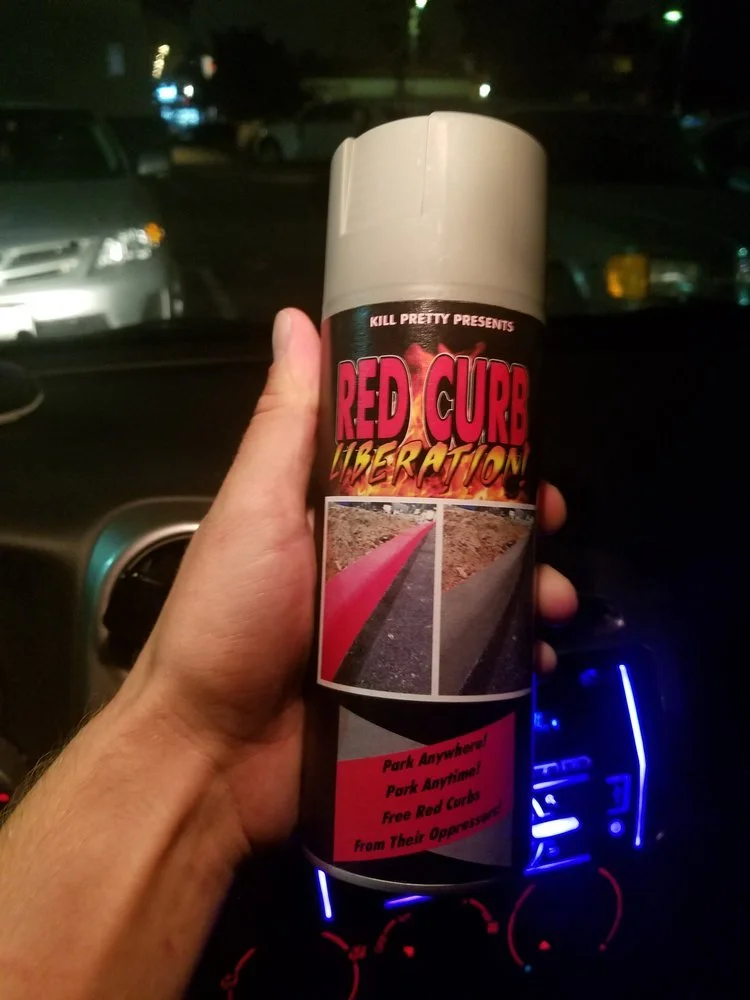 KILL PRETTY PRESENTS
RED CURB
LIBERATION!
Park Anywhere!
Park Anytime!
Free Red Curbs
From Their Oppressors!